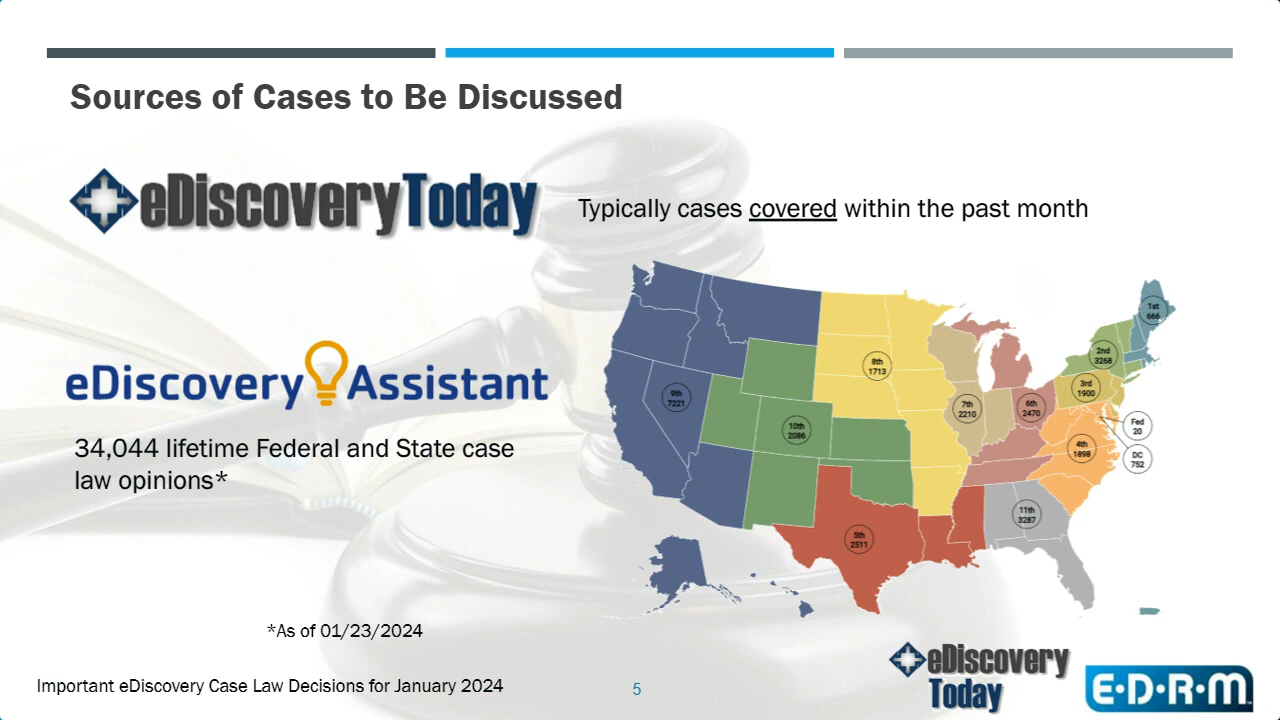 Sources of Cases to Be Discussed
eDiscoveryToday
Typically cases covered within the past month
eDiscovery Assistant
34,044 lifetime Federal and State case
law opinions*
1st
666
2nd
3268
3rd
1900
8th
1713
9th
7221
7th
2210
6th
2470
Fed
20
10th
2086
4th
1898
DC
752
11th
3287
5th
2511
*As of 01/23/2024
Important eDiscovery Case Law Decisions for January 2024
5
eDiscovery
Today
E·D·R·M